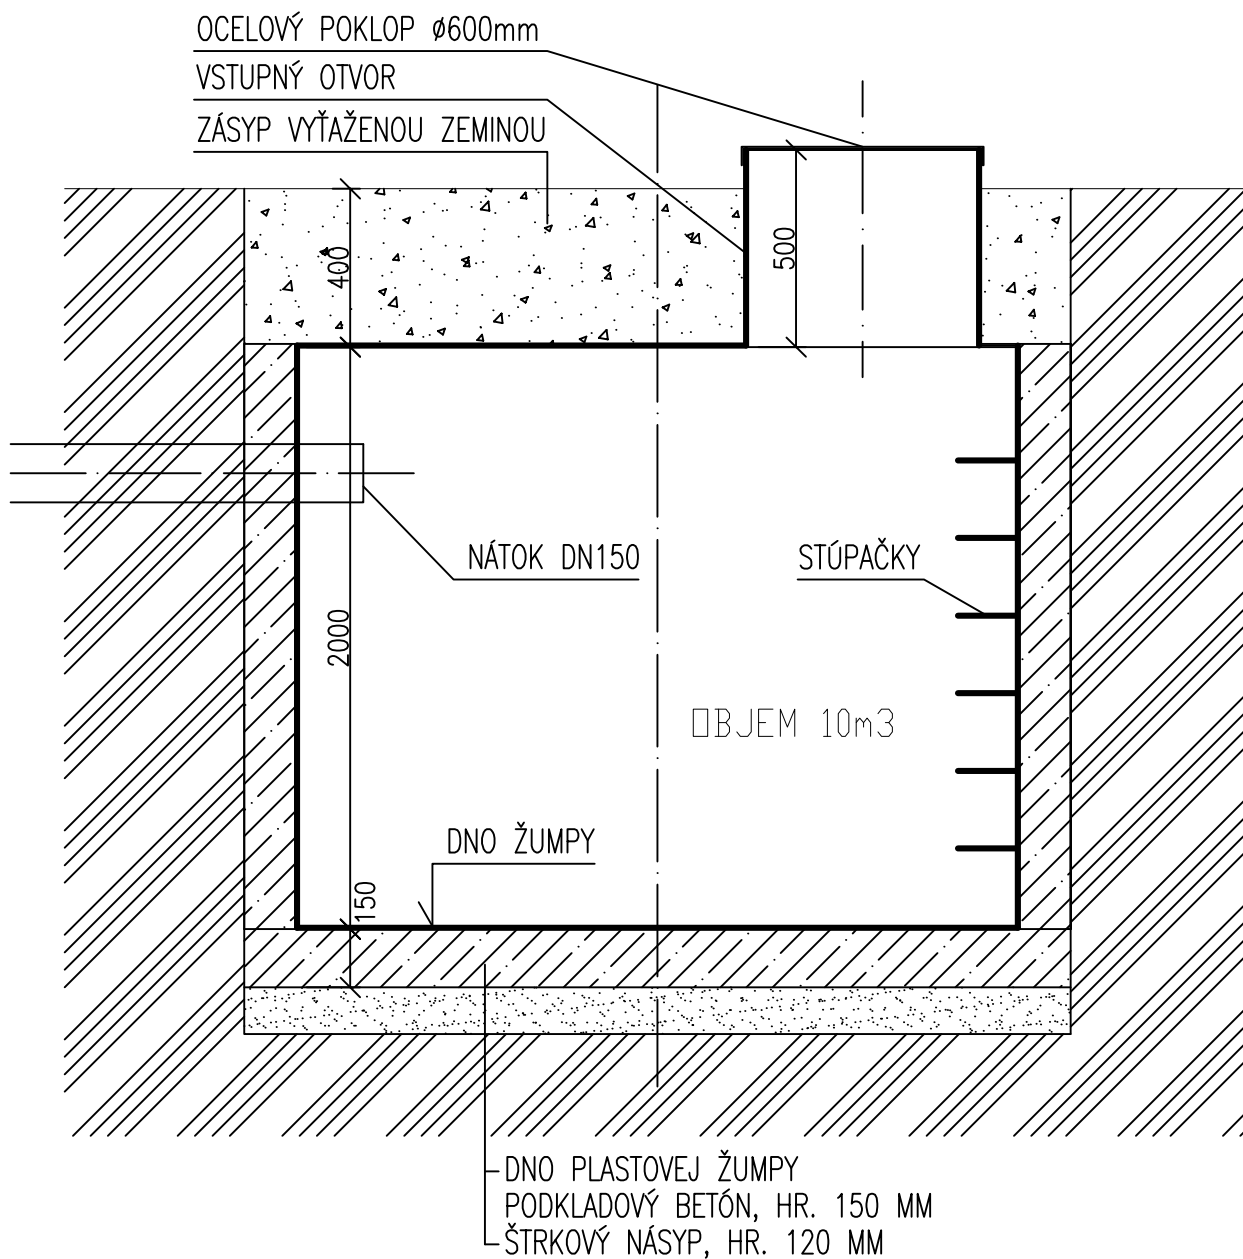 OCELOVÝ POKLOP ø600mm
VSTUPNÝ OTVOR
ZÁSYP VYŤAŽENOU ZEMINOU
400
500
NÁTOK DN150
STÚPAČKY
2000
□BJEM 10m3
DNO ŽUMPY
150
DNO PLASTOVEJ ŽUMPY
PODKLADOVÝ BETÓN, HR. 150 MM
ŠTRKOVÝ NÁSYP, HR. 120 MM